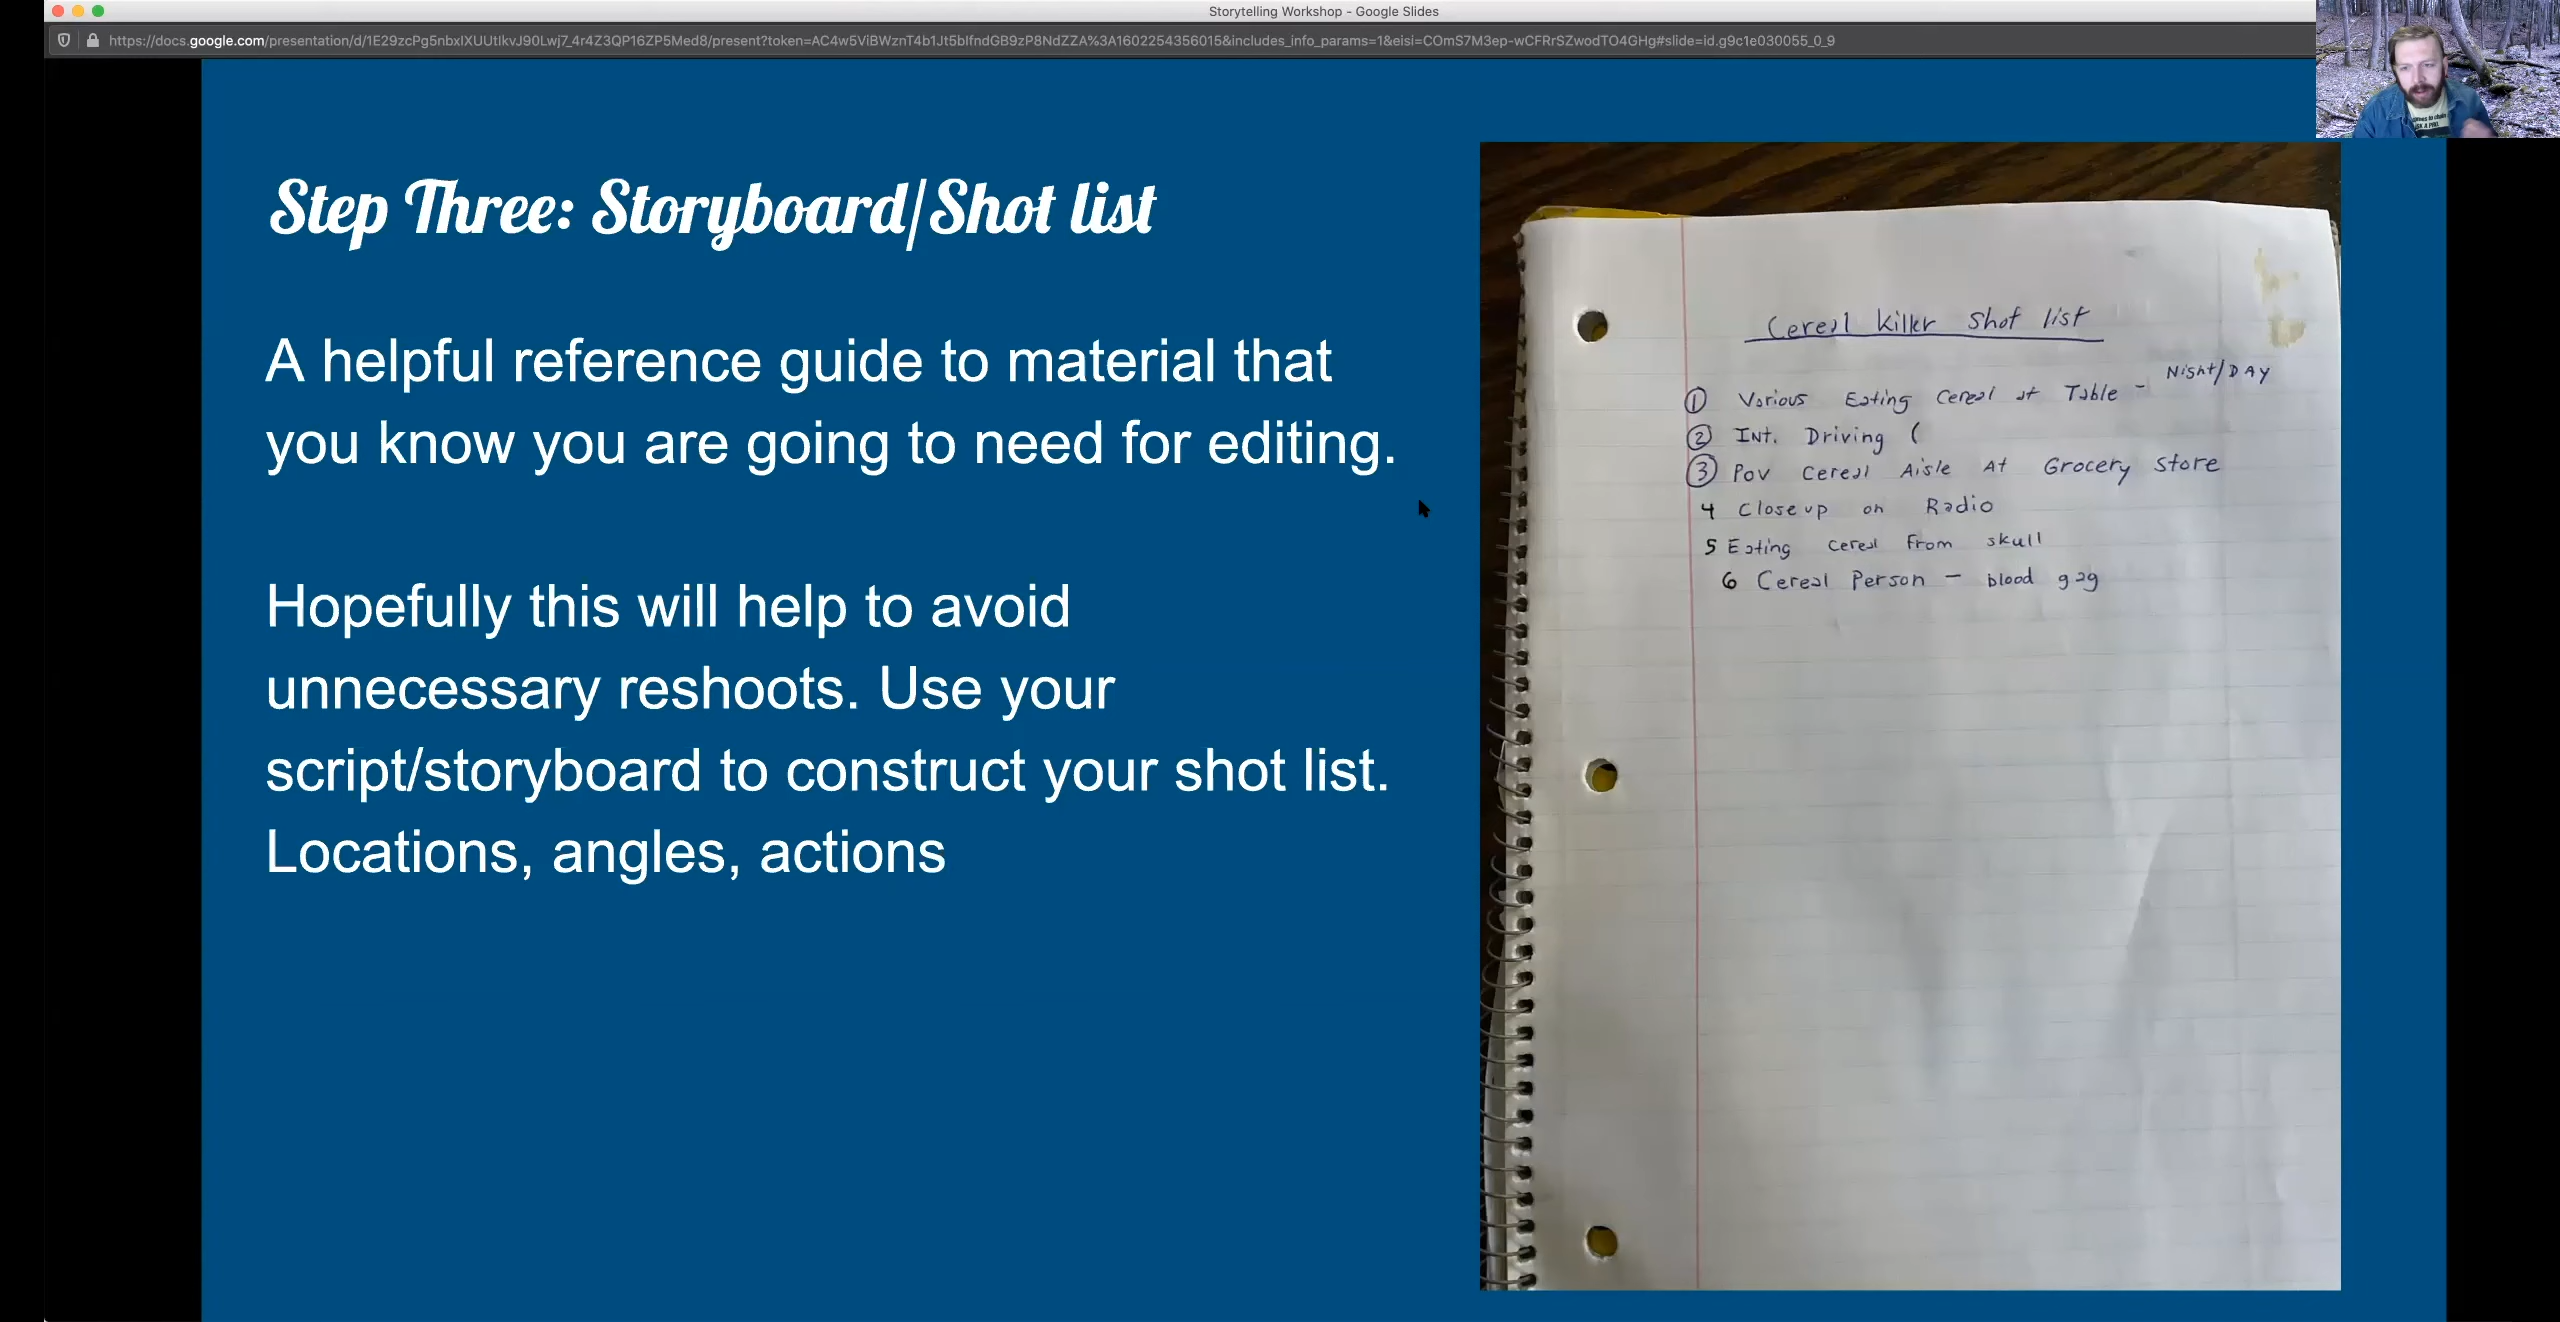 Storytelling Workshop - Google Slides
https://docs.google.com/presentation/d/1E29zcPg5nbxIXUUtIkvJ90Lwj7_4r4Z3QP16ZP5Med8/present?token=AC4w5ViBWznT4b1Jt5bIfndGB9zP8NdZZA%3A1602254356015&includes_info_params=1&eisi=COmS7M3ep-wCFRrSZwodTO4GHg#slide=id.g9c1e030055_0_9
Step Three: Storyboard/Shot list
A helpful reference guide to material that
you know you are going to need for editing.
Hopefully this will help to avoid
unnecessary reshoots. Use your
script/storyboard to construct your shot list.
Locations, angles, actions
Cereal Killer Shot list
1 Various Eating Cereal at Table - Night/DAY
2 INT. Driving (
3 POV Cereal Aisle At Grocery Store
4 Close up on Radio
5 Eating cereal from skull
6 Cereal Person - blood gag